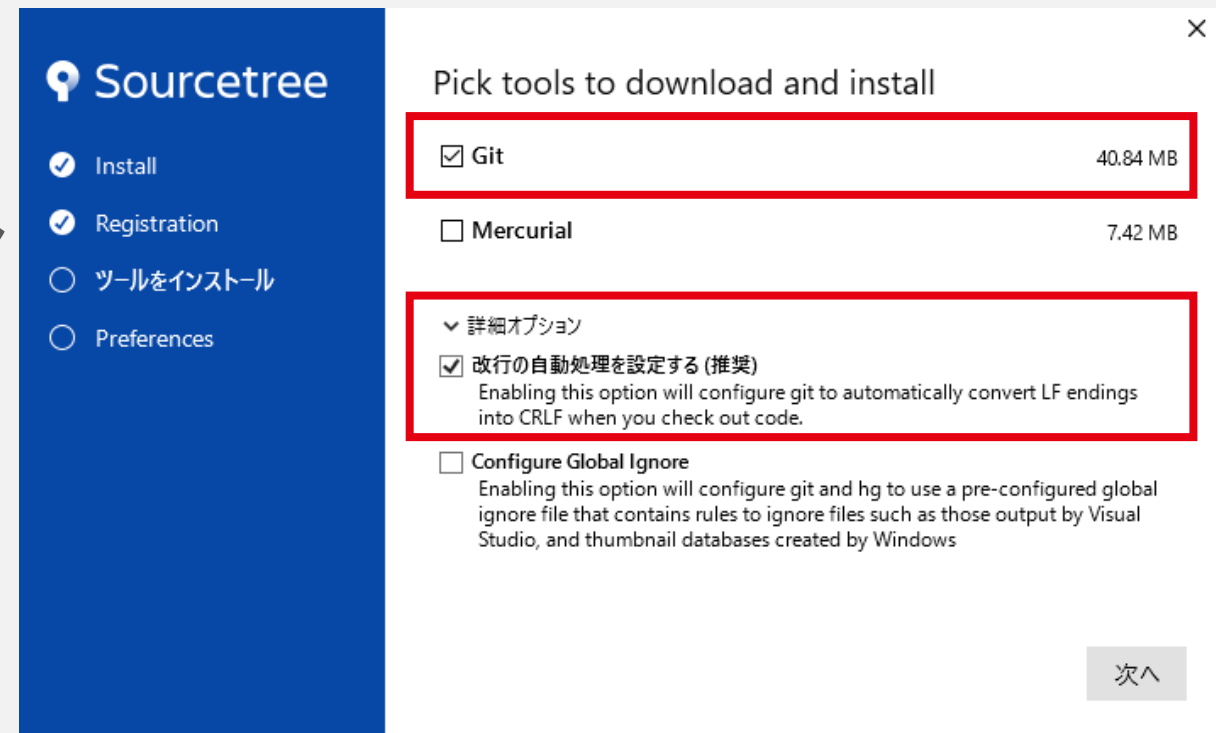 Sourcetree
Install
Registration
ツールをインストール
Preferences
Pick tools to download and install
Git 40.84 MB
Mercurial 7.42 MB
詳細オプション
改行の自動処理を設定する (推奨)
Enabling this option will configure git to automatically convert LF endings
into CRLF when you check out code.
Configure Global Ignore
Enabling this option will configure git and hg to use a pre-configured global
ignore file that contains rules to ignore files such as those output by Visual
Studio, and thumbnail databases created by Windows
次へ